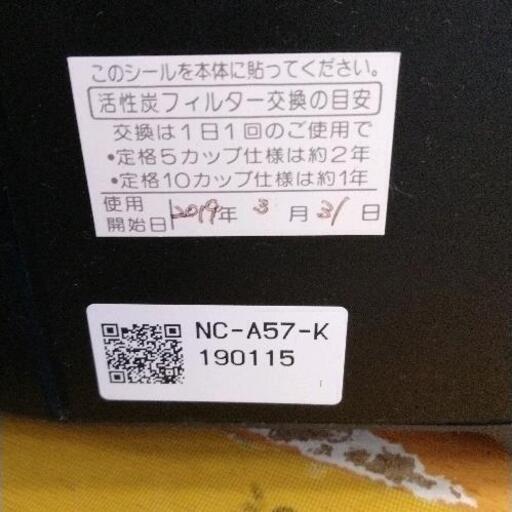 このシールを本体に貼ってください。
活性炭フィルター交換の目安
交換は1日1回のご使用で
•定格5カップ仕様は約2年
•定格10カップ仕様は約1年
使用開始日 2019年 3月 31日
NC-A57-K
190115